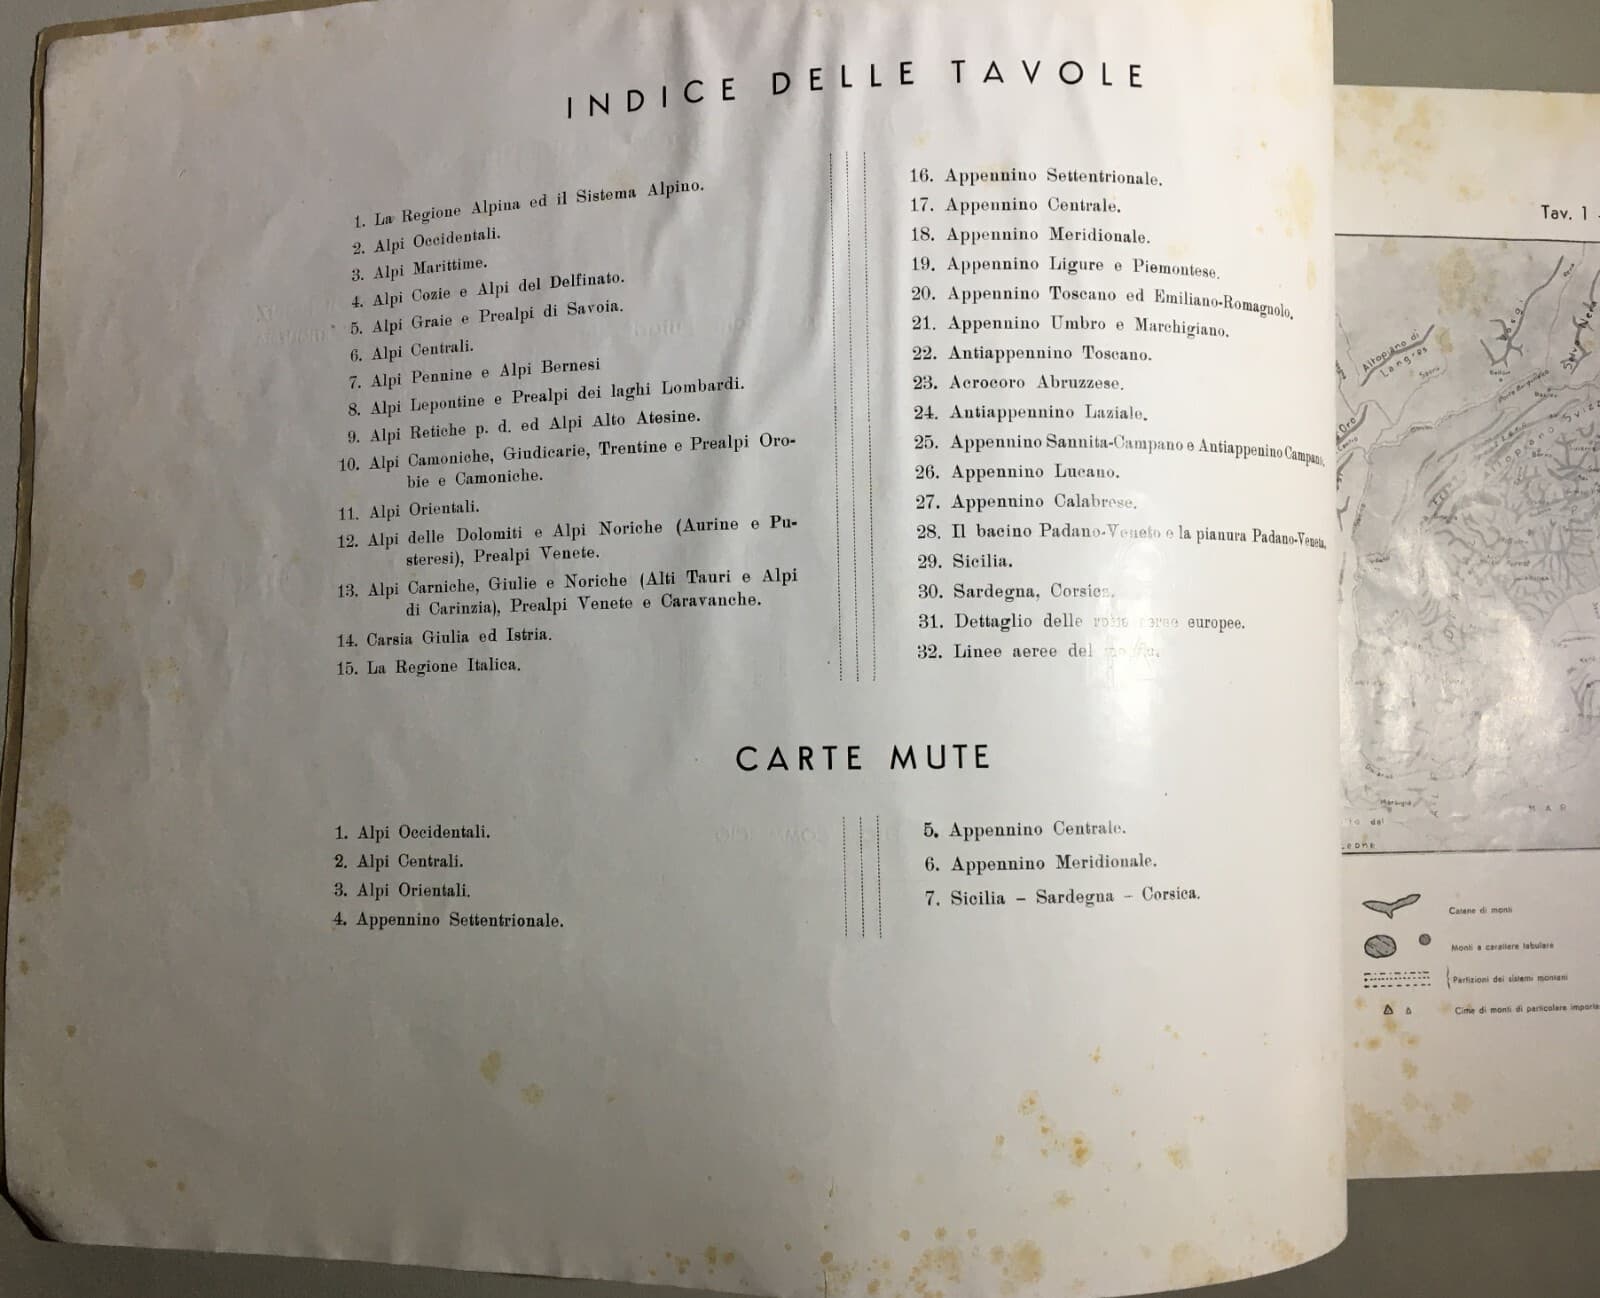 INDICE DELLE TAVOLE
1. La Regione Alpina ed il Sistema Alpino.
2. Alpi Occidentali.
3. Alpi Marittime.
4. Alpi Cozie e Alpi del Delfinato.
5. Alpi Graie e Prealpi di Savoia.
6. Alpi Centrali.
7. Alpi Pennine e Alpi Bernesi
8. Alpi Lepontine e Prealpi dei laghi Lombardi.
9. Alpi Retiche p. d. ed Alpi Alto Atesine.
10. Alpi Camoniche, Giudicarie, Trentine e Prealpi Oro-
bie e Camoniche.
11. Alpi Orientali.
12. Alpi delle Dolomiti e Alpi Noriche (Aurine e Pu-
steresi), Prealpi Venete.
13. Alpi Carniche, Giulie e Noriche (Alti Tauri e Alpi
di Carinzia), Prealpi Venete e Caravanche.
14. Carsia Giulia ed Istria.
15. La Regione Italica.
16. Appennino Settentrionale.
17. Appennino Centrale.
18. Appennino Meridionale.
19. Appennino Ligure e Piemontese.
20. Appennino Toscano ed Emiliano-Romagnolo.
21. Appennino Umbro e Marchigiano.
22. Antiappennino Toscano.
23. Acrocoro Abruzzese.
24. Antiappennino Laziale.
25. Appennino Sannita-Campano e Antiappenino Campano.
26. Appennino Lucano.
27. Appennino Calabrese.
28. Il bacino Padano-Veneto e la pianura Padano-Veneta.
29. Sicilia.
30. Sardegna, Corsica.
31. Dettaglio delle rotte aeree europee.
32. Linee aeree del
CARTE MUTE
1. Alpi Occidentali.
2. Alpi Centrali.
3. Alpi Orientali.
4. Appennino Settentrionale.
5. Appennino Centrale.
6. Appennino Meridionale.
7. Sicilia – Sardegna – Corsica.
Tav. 1
Altopiano di
Langres
MAR
Catene di monti
Monti a carattere tabulare
Partizioni dei sistemi montani
Cime di monti di particolare